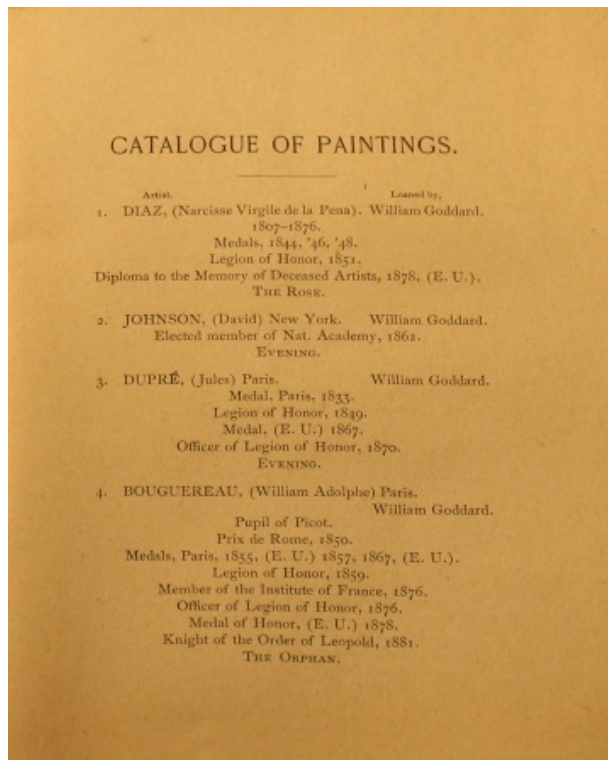 CATALOGUE OF PAINTINGS.
Artist. Loaned by,
1. DIAZ, (Narcisse Virgile de la Pena). William Goddard.
1807–1876.
Medals, 1844, '46, '48.
Legion of Honor, 1851.
Diploma to the Memory of Deceased Artists, 1878, (E. U.).
THE ROSE.
2. JOHNSON, (David) New York. William Goddard.
Elected member of Nat. Academy, 1862.
EVENING.
3. DUPRÉ, (Jules) Paris. William Goddard.
Medal, Paris, 1833.
Legion of Honor, 1849.
Medal, (E. U.) 1867.
Officer of Legion of Honor, 1870.
EVENING.
4. BOUGUEREAU, (William Adolphe) Paris.
William Goddard.
Pupil of Picot.
Prix de Rome, 1850.
Medals, Paris, 1855, (E. U.) 1857, 1867, (E. U.).
Legion of Honor, 1859.
Member of the Institute of France, 1876.
Officer of Legion of Honor, 1876.
Medal of Honor, (E. U.) 1878.
Knight of the Order of Leopold, 1881.
THE ORPHAN.